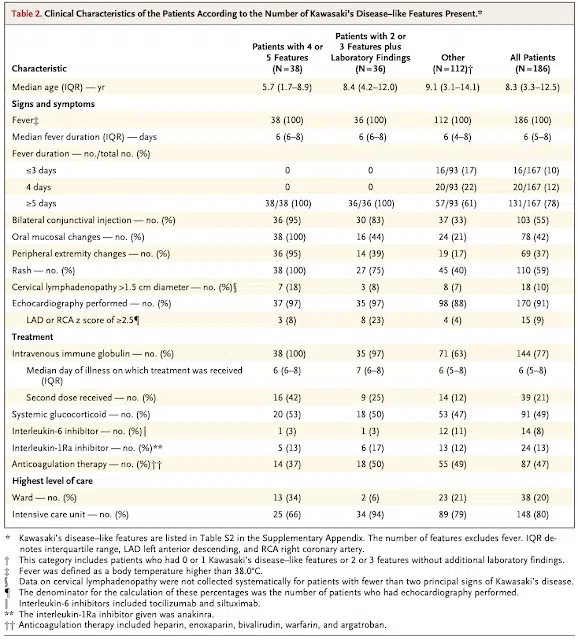 Table 2. Clinical Characteristics of the Patients According to the Number of Kawasaki's Disease–like Features Present.*
Characteristic Patients with 4 or 5 Features (N=38) Patients with 2 or 3 Features plus Laboratory Findings (N=36) Other (N=112)† All Patients (N=186)
Median age (IQR) — yr 5.7 (1.7–8.9) 8.4 (4.2–12.0) 9.1 (3.1–14.1) 8.3 (3.3–12.5)
Signs and symptoms
Fever‡ 38 (100) 36 (100) 112 (100) 186 (100)
Median fever duration (IQR) — days 6 (6–8) 6 (6–8) 6 (4–8) 6 (5–8)
Fever duration — no./total no. (%)
≤3 days 0 0 16/93 (17) 16/167 (10)
4 days 0 0 20/93 (22) 20/167 (12)
≥5 days 38/38 (100) 36/36 (100) 57/93 (61) 131/167 (78)
Bilateral conjunctival injection — no. (%) 36 (95) 30 (83) 37 (33) 103 (55)
Oral mucosal changes — no. (%) 38 (100) 16 (44) 24 (21) 78 (42)
Peripheral extremity changes — no. (%) 36 (95) 14 (39) 19 (17) 69 (37)
Rash — no. (%) 38 (100) 27 (75) 45 (40) 110 (59)
Cervical lymphadenopathy >1.5 cm diameter — no. (%)§ 7 (18) 3 (8) 8 (7) 18 (10)
Echocardiography performed — no. (%) 37 (97) 35 (97) 98 (88) 170 (91)
LAD or RCA z score of ≥2.5¶ 3 (8) 8 (23) 4 (4) 15 (9)
Treatment
Intravenous immune globulin — no. (%) 38 (100) 35 (97) 71 (63) 144 (77)
Median day of illness on which treatment was received (IQR) 6 (6–8) 7 (6–8) 6 (5–8) 6 (5–8)
Second dose received — no. (%) 16 (42) 9 (25) 14 (12) 39 (21)
Systemic glucocorticoid — no. (%) 20 (53) 18 (50) 53 (47) 91 (49)
Interleukin-6 inhibitor — no. (%)‖ 1 (3) 1 (3) 12 (11) 14 (8)
Interleukin-1Ra inhibitor — no. (%)** 5 (13) 6 (17) 13 (12) 24 (13)
Anticoagulation therapy — no. (%)†† 14 (37) 18 (50) 55 (49) 87 (47)
Highest level of care
Ward — no. (%) 13 (34) 2 (6) 23 (21) 38 (20)
Intensive care unit — no. (%) 25 (66) 34 (94) 89 (79) 148 (80)
* Kawasaki's disease–like features are listed in Table S2 in the Supplementary Appendix. The number of features excludes fever. IQR de-
notes interquartile range, LAD left anterior descending, and RCA right coronary artery.
† This category includes patients who had 0 or 1 Kawasaki's disease–like features or 2 or 3 features without additional laboratory findings.
‡ Fever was defined as a body temperature higher than 38.0°C.
§ Data on cervical lymphadenopathy were not collected systematically for patients with fewer than two principal signs of Kawasaki's disease.
¶ The denominator for the calculation of these percentages was the number of patients who had echocardiography performed.
‖ Interleukin-6 inhibitors included tocilizumab and siltuximab.
** The interleukin-1Ra inhibitor given was anakinra.
†† Anticoagulation therapy included heparin, enoxaparin, bivalirudin, warfarin, and argatroban.